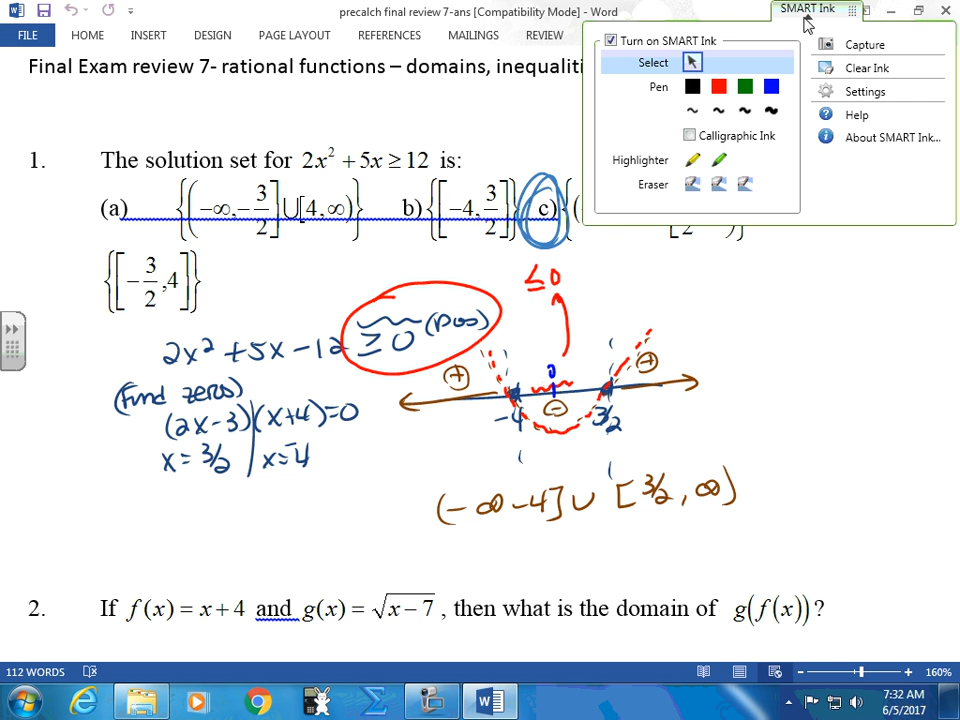 precalch final review 7-ans [Compatibility Mode] - Word
SMART Ink
FILE HOME INSERT DESIGN PAGE LAYOUT REFERENCES MAILINGS REVIEW
Turn on SMART Ink
Select
Pen
Calligraphic Ink
Highlighter
Eraser
Capture
Clear Ink
Settings
Help
About SMART Ink...
Final Exam review 7- rational functions – domains, inequaliti
1. The solution set for 2x² + 5x ≥ 12 is:
(a) {(-∞, -3/2] ∪ [4, ∞)} b) {[-4, 3/2]} c) {(
2
{[-3/2, 4]}
≤ 0
2x² + 5x - 12 ≥ 0 (pos)
(find zeros)
(2x - 3)(x + 4) = 0
x = 3/2 x = -4
+ 0 +
-
-4 3/2
(-∞ -4] ∪ [3/2, ∞)
2. If f(x) = x + 4 and g(x) = √(x - 7) , then what is the domain of g(f(x)) ?
112 WORDS
160%
7:32 AM
6/5/2017